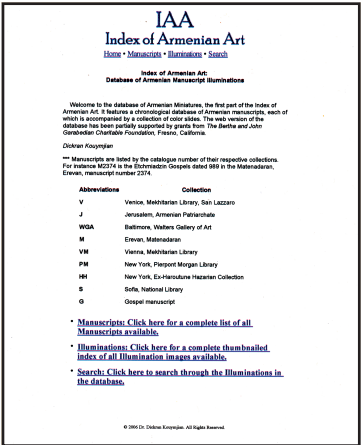 IAA
Index of Armenian Art
Home • Manuscripts • Illuminations • Search
Index of Armenian Art:
Database of Armenian Manuscript Illuminations
Welcome to the database of Armenian Miniatures, the first part of the Index of
Armenian Art. It features a chronological database of Armenian manuscripts, each of
which is accompanied by a collection of color slides. The web version of the
database has been partially supported by grants from The Bertha and John
Garabedian Charitable Foundation, Fresno, California.
Dickran Kouymjian
*** Manuscripts are listed by the catalogue number of their respective collections.
For instance M2374 is the Etchmiadzin Gospels dated 989 in the Matenadaran,
Erevan, manuscript number 2374.
Abbreviations Collection
V Venice, Mekhitarian Library, San Lazzaro
J Jerusalem, Armenian Patriarchate
WGA Baltimore, Walters Gallery of Art
M Erevan, Matenadaran
VM Vienna, Mekhitarian Library
PM New York, Pierpont Morgan Library
HH New York, Ex-Haroutune Hazarian Collection
S Sofia, National Library
G Gospel manuscript
• Manuscripts: Click here for a complete list of all
Manuscripts available.
• Illuminations: Click here for a complete thumbnailed
index of all Illumination images available.
• Search: Click here to search through the Illuminations in
the database.
© 2006 Dr. Dickran Kouymjian. All Rights Reserved.